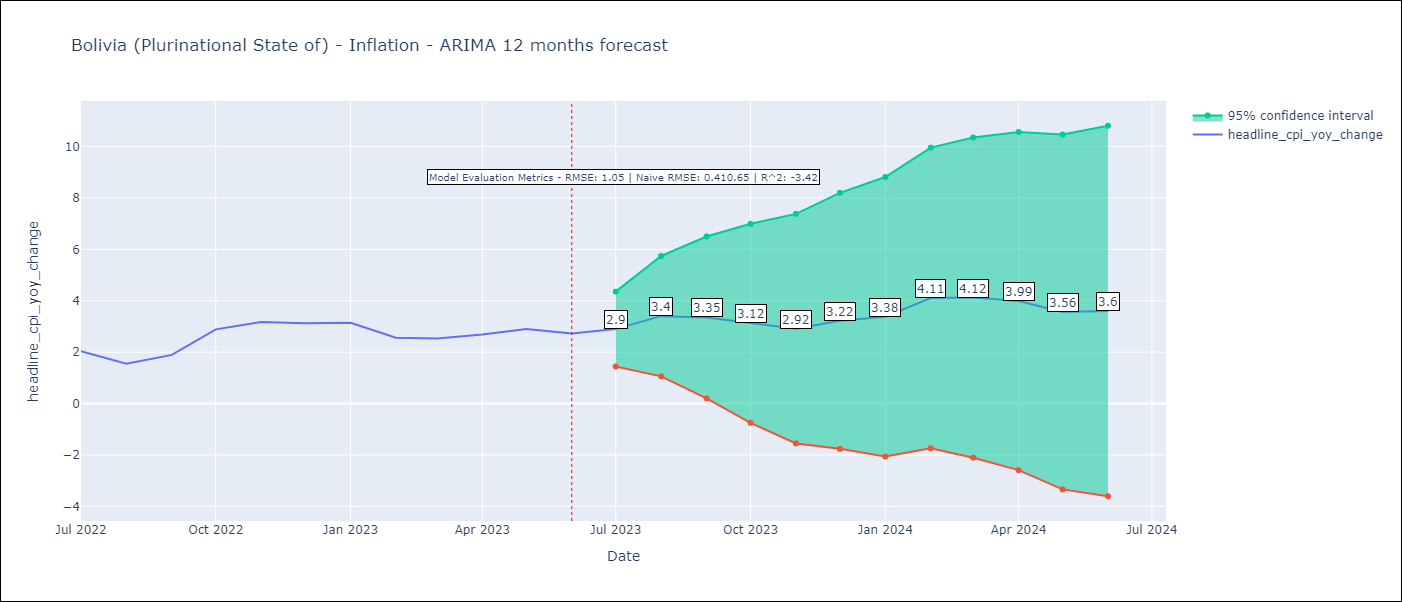 Bolivia (Plurinational State of) - Inflation - ARIMA 12 months forecast
95% confidence interval
headline_cpi_yoy_change
Model Evaluation Metrics - RMSE: 1.05 | Naive RMSE: 0.410.65 | R^2: -3.42
headline_cpi_yoy_change
10
8
6
4
2
0
−2
−4
2.9
3.4
3.35
3.12
2.92
3.22
3.38
4.11
4.12
3.99
3.56
3.6
Jul 2022
Oct 2022
Jan 2023
Apr 2023
Jul 2023
Oct 2023
Jan 2024
Apr 2024
Jul 2024
Date